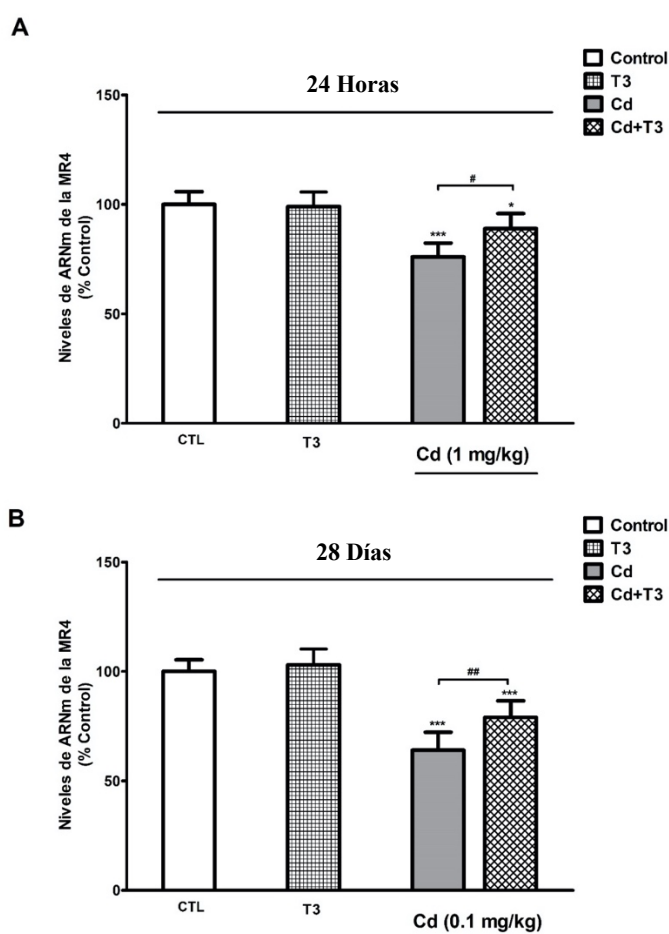 A
24 Horas
Control
T3
Cd
Cd+T3
Niveles de ARNm de la MR4
(% Control)
150
100
50
0
***
#
*
CTL
T3
Cd (1 mg/kg)
B
28 Días
Control
T3
Cd
Cd+T3
Niveles de ARNm de la MR4
(% Control)
150
100
50
0
***
##
***
CTL
T3
Cd (0.1 mg/kg)